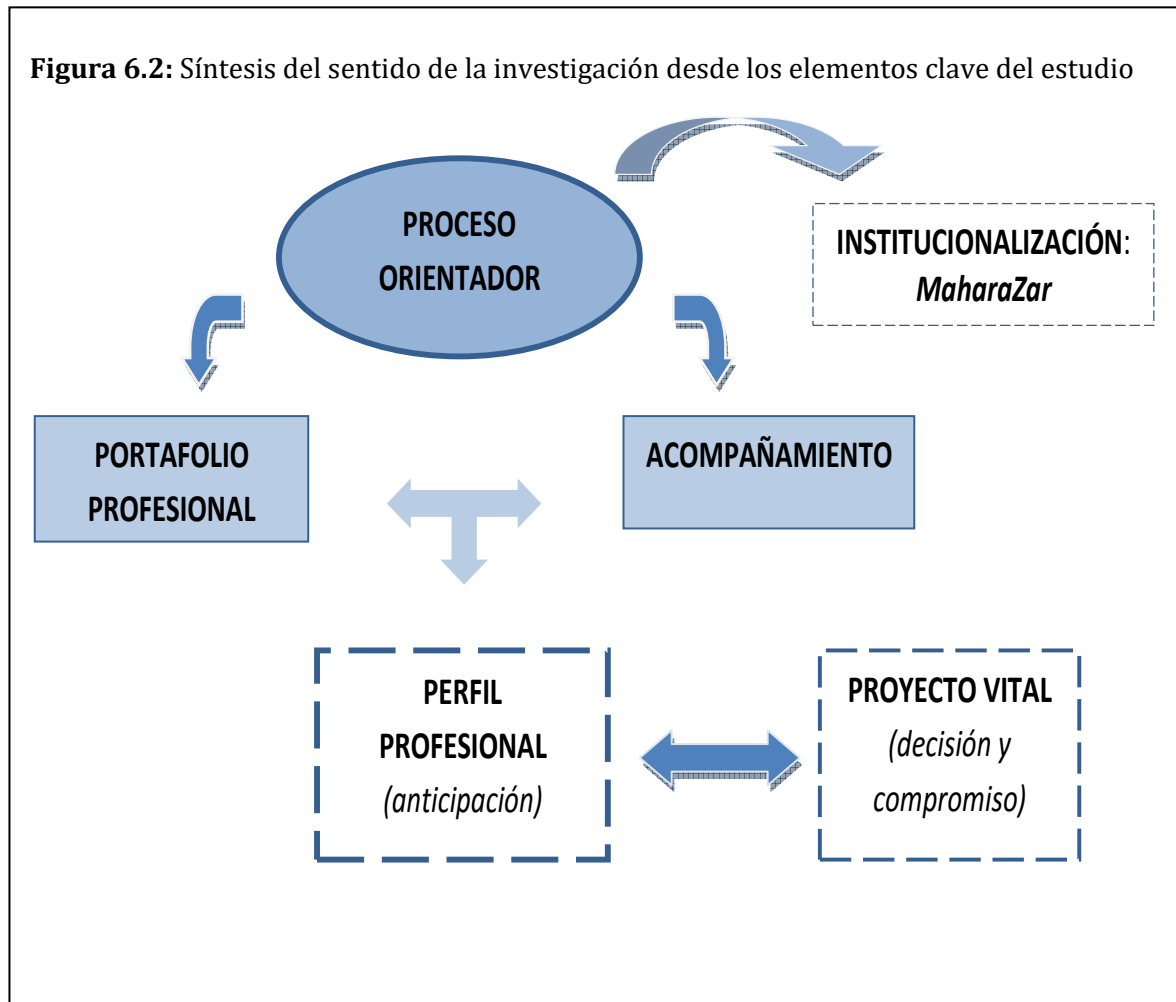 Figura 6.2: Síntesis del sentido de la investigación desde los elementos clave del estudio
PROCESO
ORIENTADOR
INSTITUCIONALIZACIÓN:
MaharaZar
PORTAFOLIO
PROFESIONAL
ACOMPAÑAMIENTO
PERFIL
PROFESIONAL
(anticipación)
PROYECTO VITAL
(decisión y
compromiso)